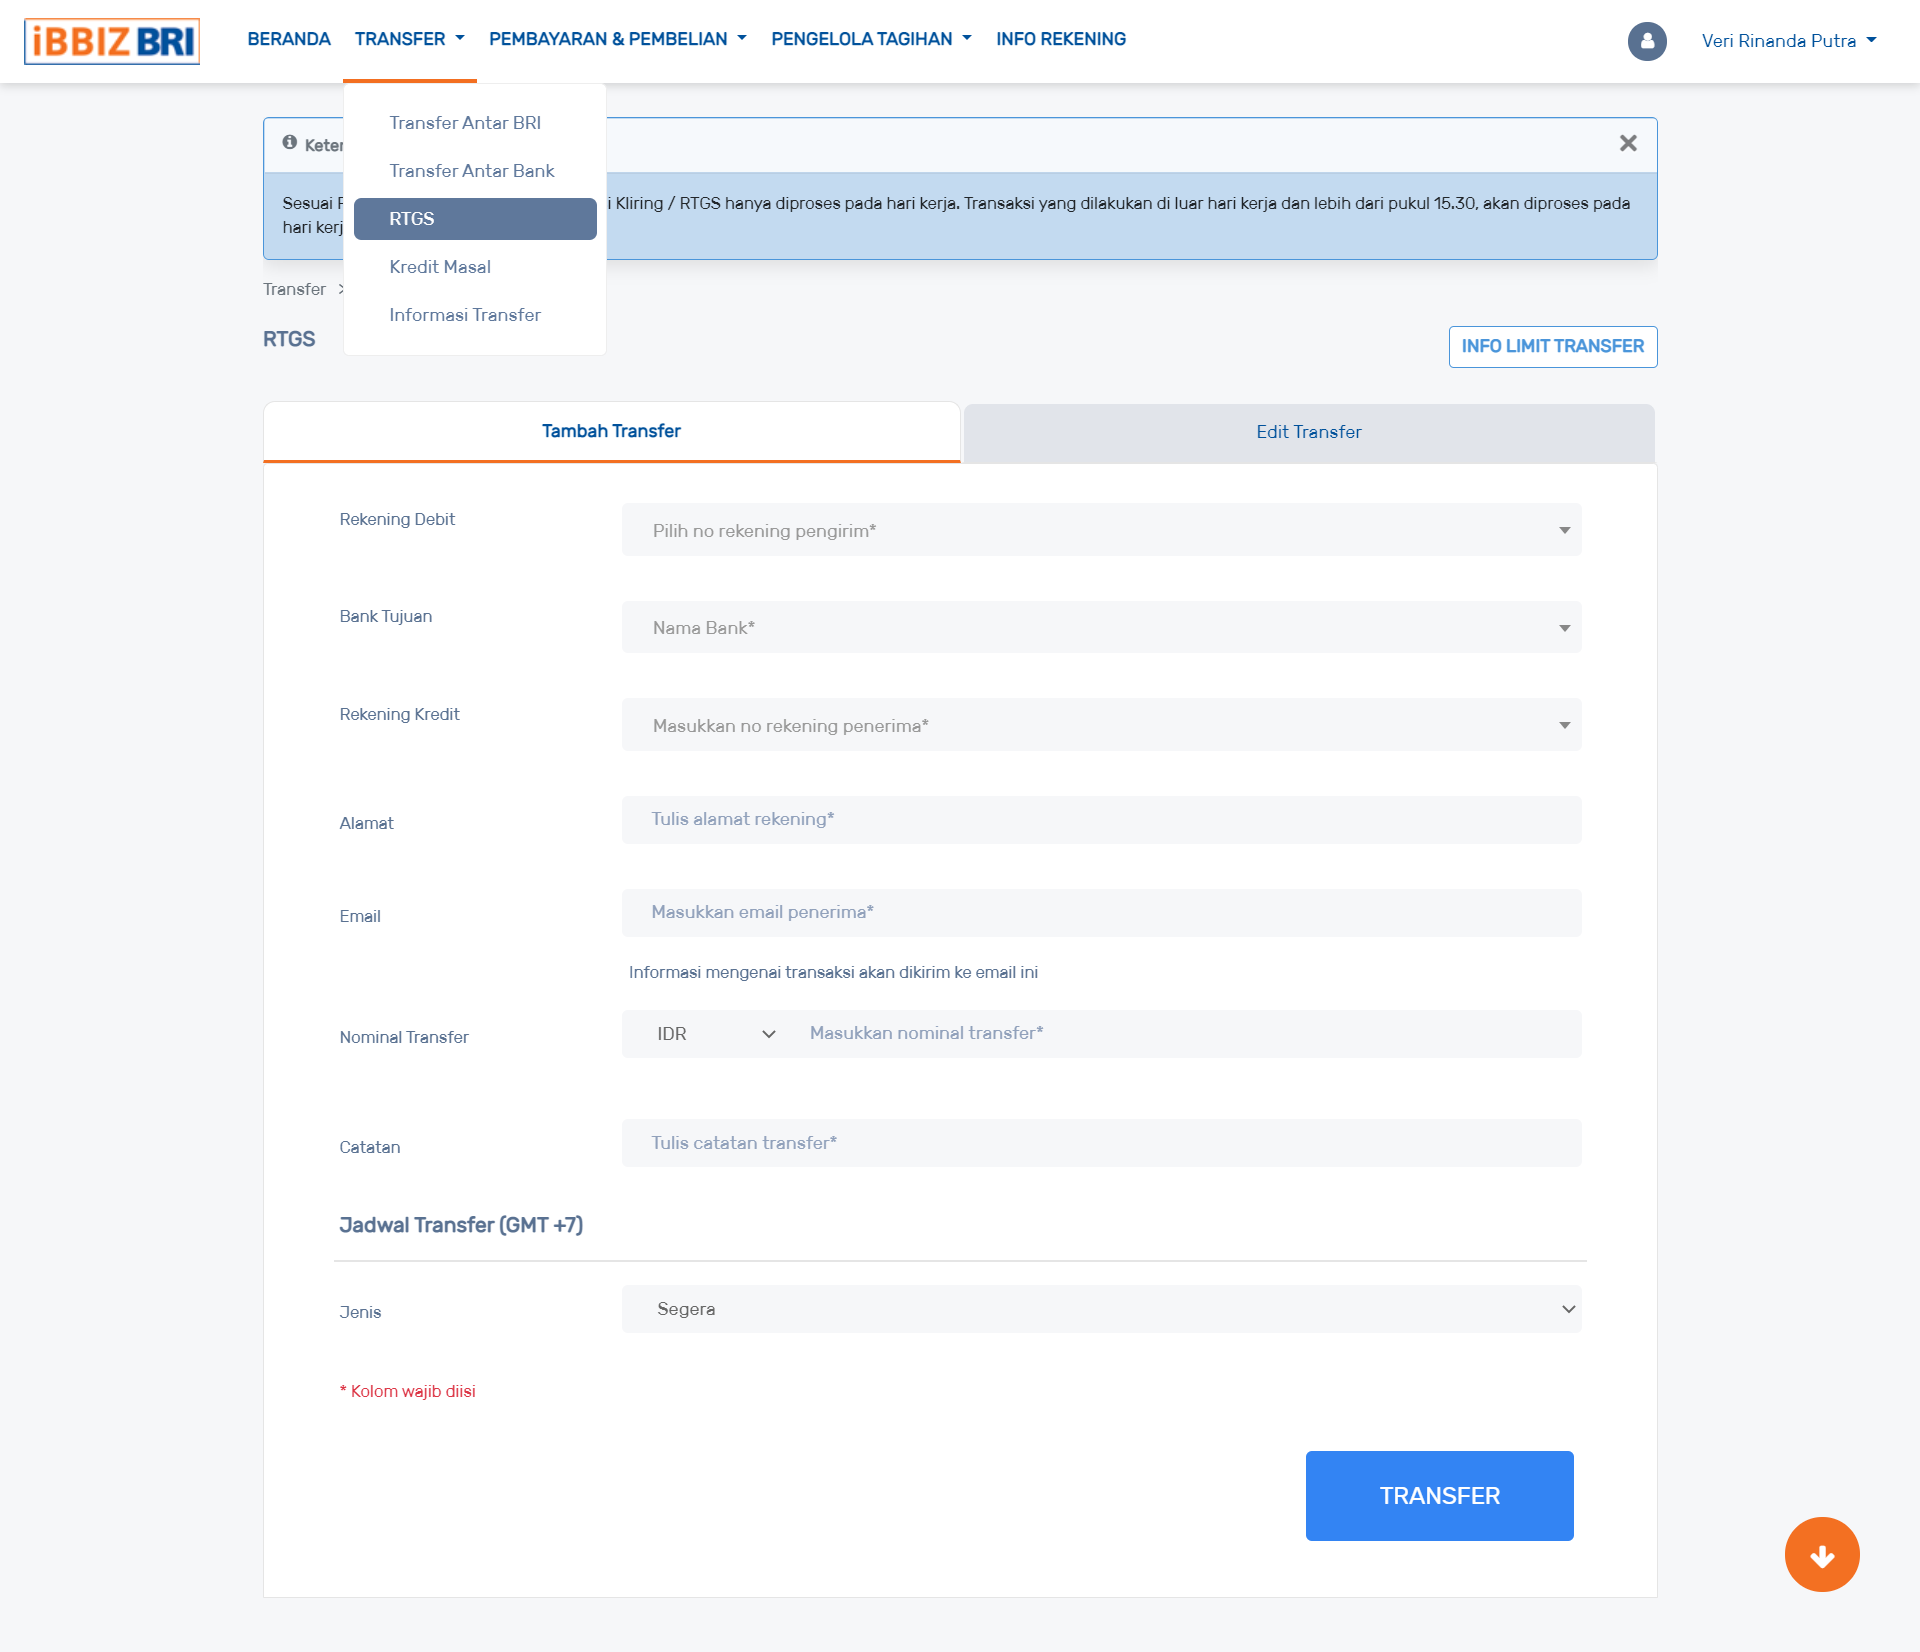 iBBIZ BRI
BERANDA TRANSFER PEMBAYARAN & PEMBELIAN PENGELOLA TAGIHAN INFO REKENING Veri Rinanda Putra
Transfer Antar BRI
Transfer Antar Bank
RTGS
Kredit Masal
Informasi Transfer
Sesuai
Kliring / RTGS hanya diproses pada hari kerja. Transaksi yang dilakukan di luar hari kerja dan lebih dari pukul 15.30, akan diproses pada
hari
Transfer >
RTGS
INFO LIMIT TRANSFER
Tambah Transfer
Edit Transfer
Rekening Debit
Pilih no rekening pengirim*
Bank Tujuan
Nama Bank*
Rekening Kredit
Masukkan no rekening penerima*
Alamat
Tulis alamat rekening*
Email
Masukkan email penerima*
Informasi mengenai transaksi akan dikirim ke email ini
Nominal Transfer
IDR
Masukkan nominal transfer*
Catatan
Tulis catatan transfer*
Jadwal Transfer (GMT +7)
Jenis
Segera
* Kolom wajib diisi
TRANSFER